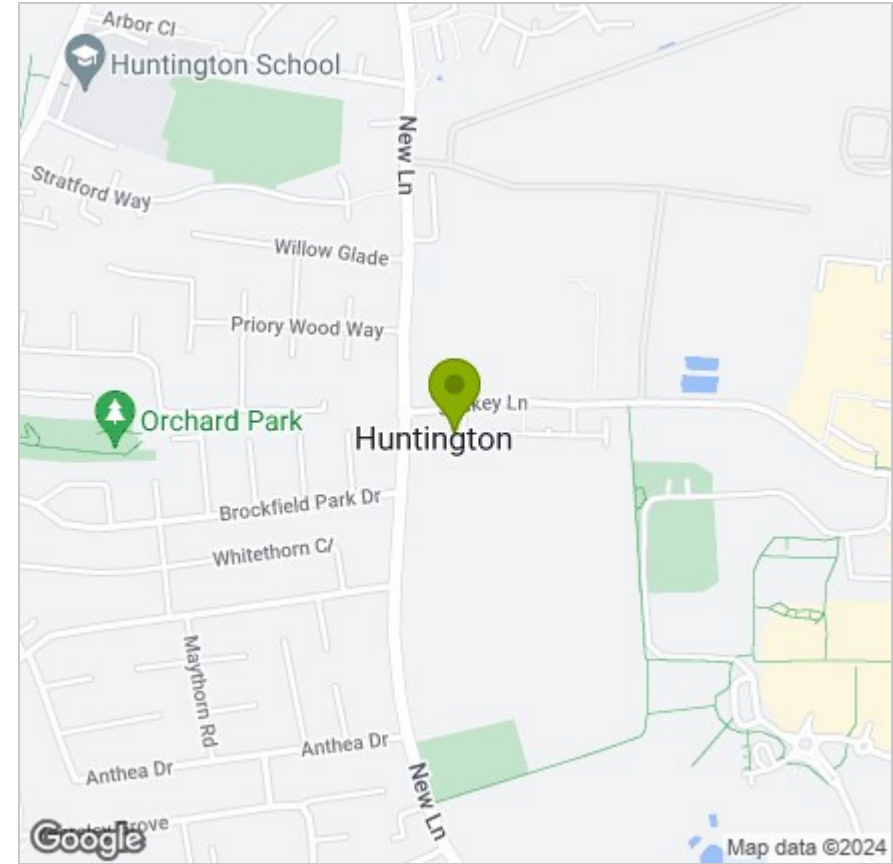 Arbor Cl
Huntington School
New Ln
Stratford Way
Willow Glade
Priory Wood Way
Ln
Orchard Park
Huntington
Brockfield Park Dr
Whitethorn C/
Maythorn Rd
Anthea Dr
Anthea Dr
New Ln
Google
Map data ©2024